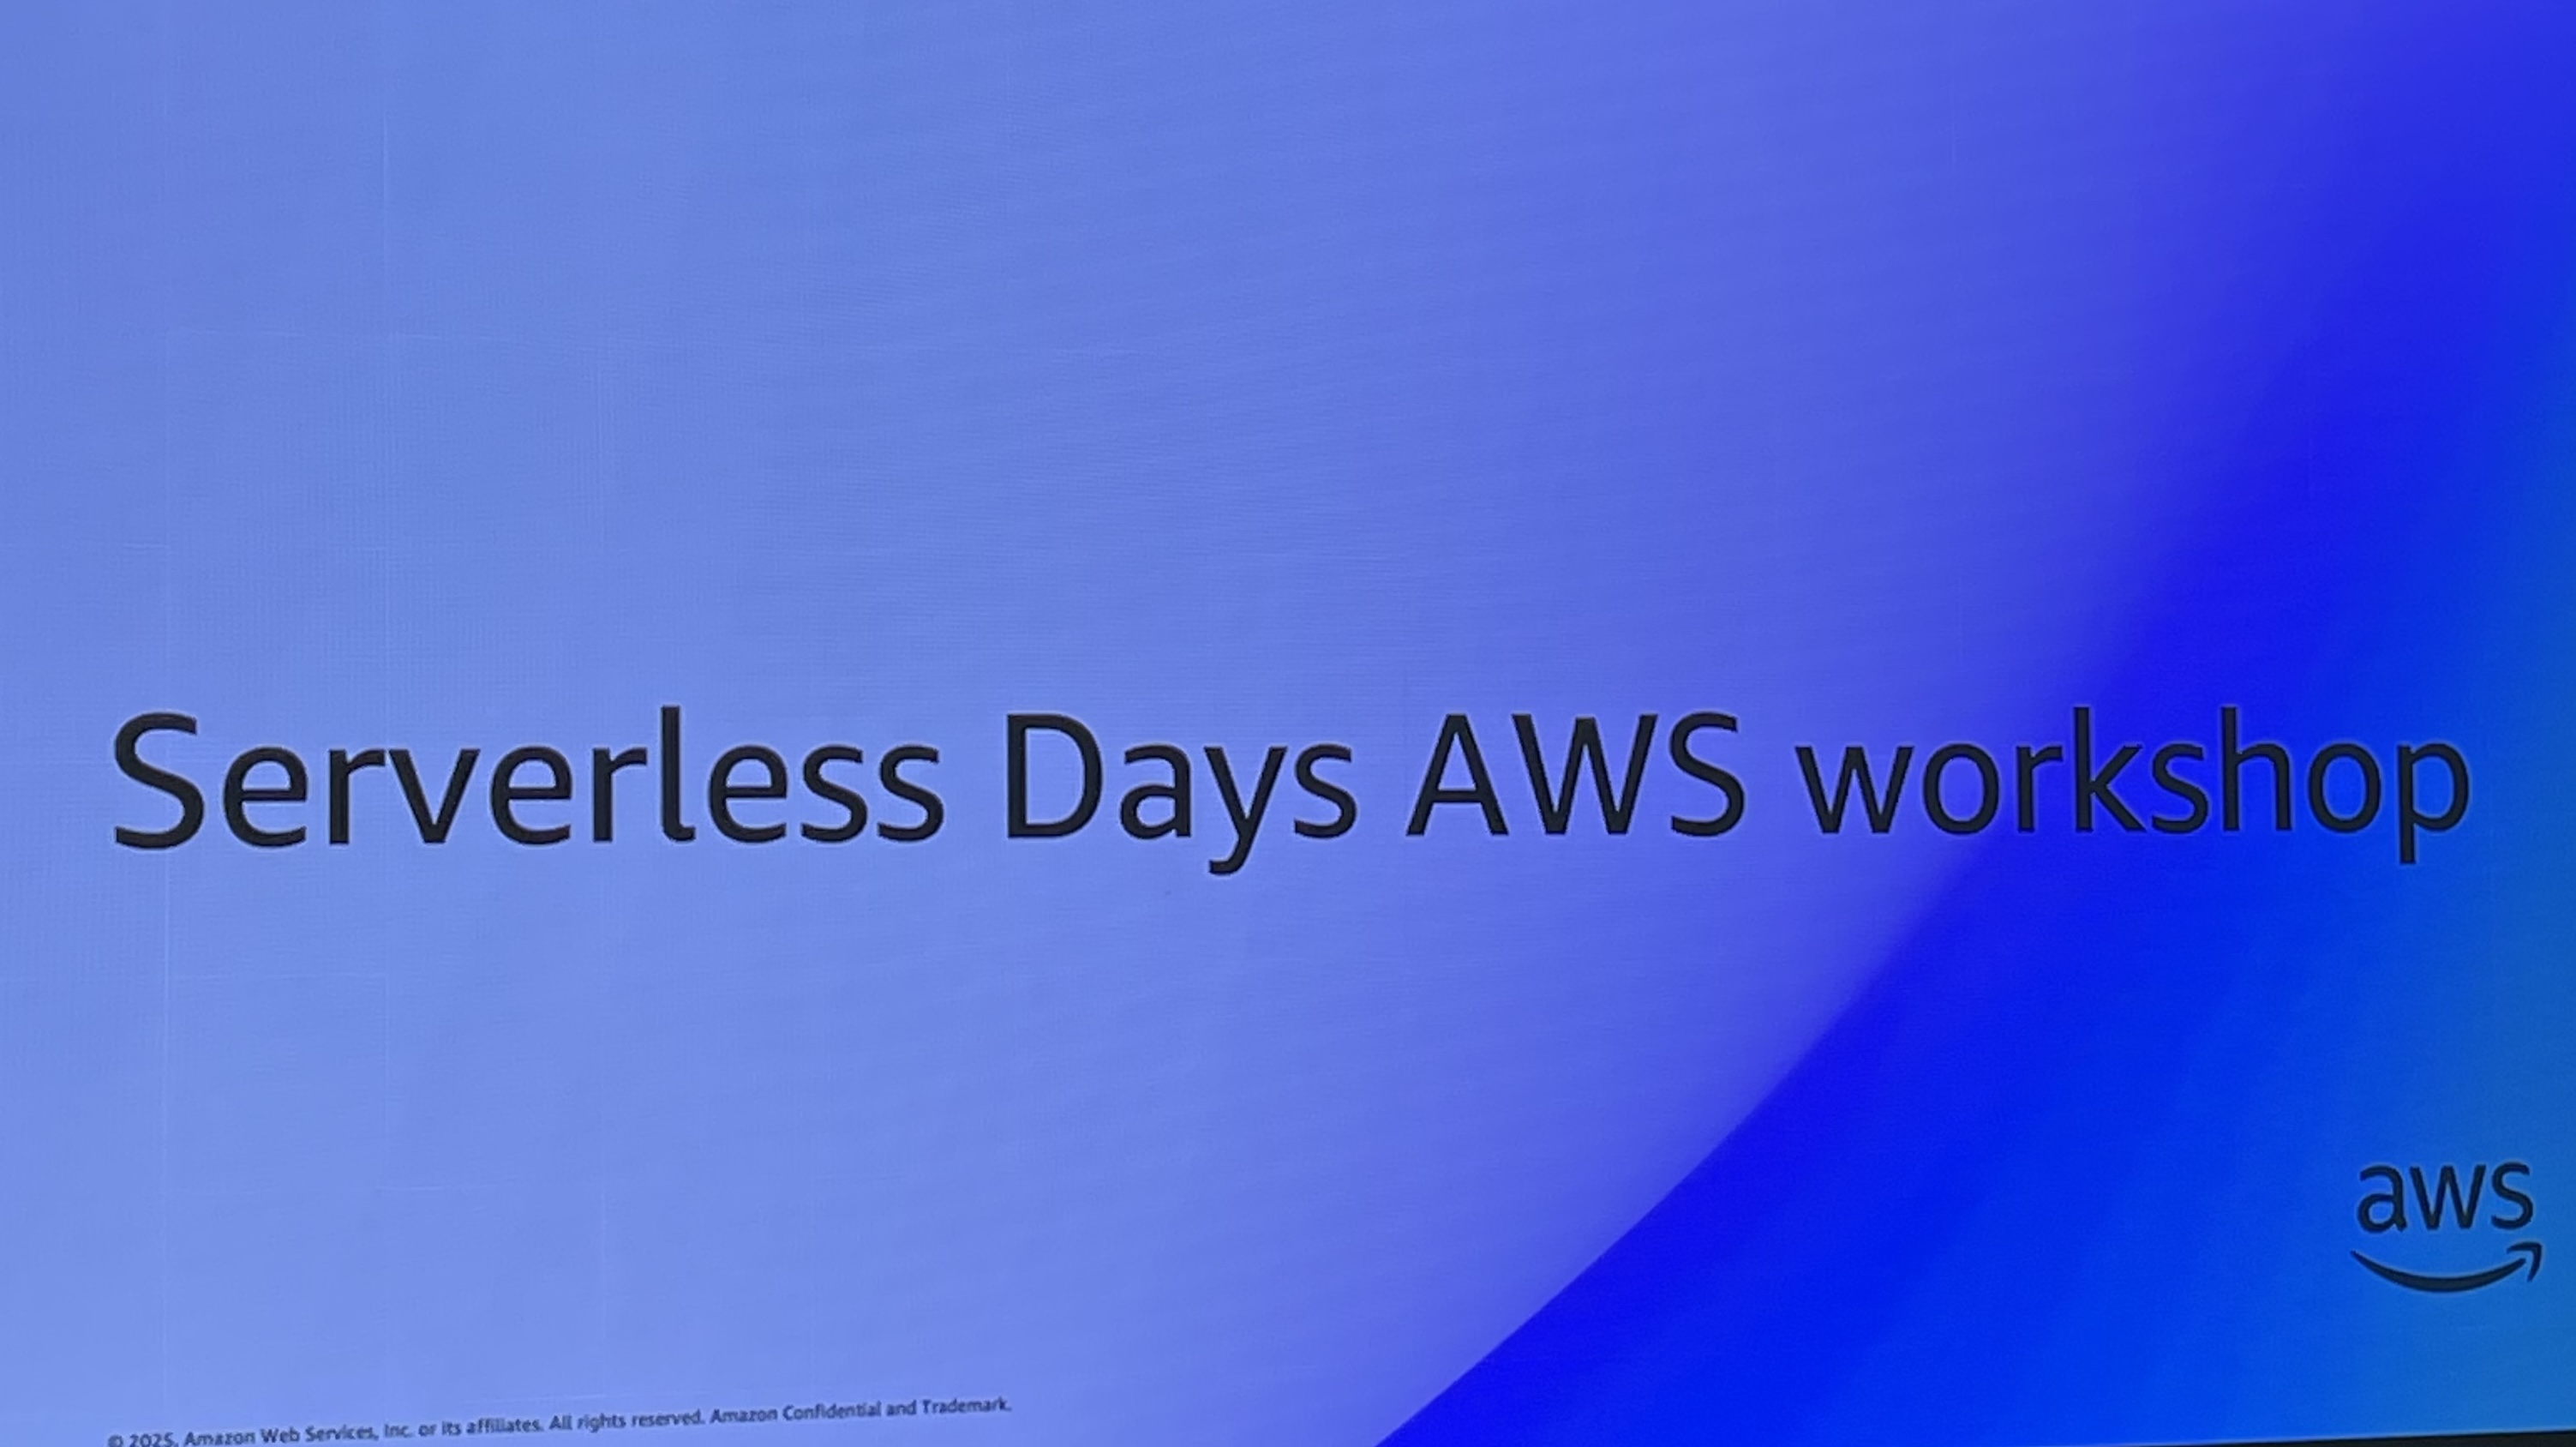 Serverless Days AWS workshop
aws
© 2025, Amazon Web Services, Inc. or its affiliates. All rights reserved. Amazon Confidential and Trademark.